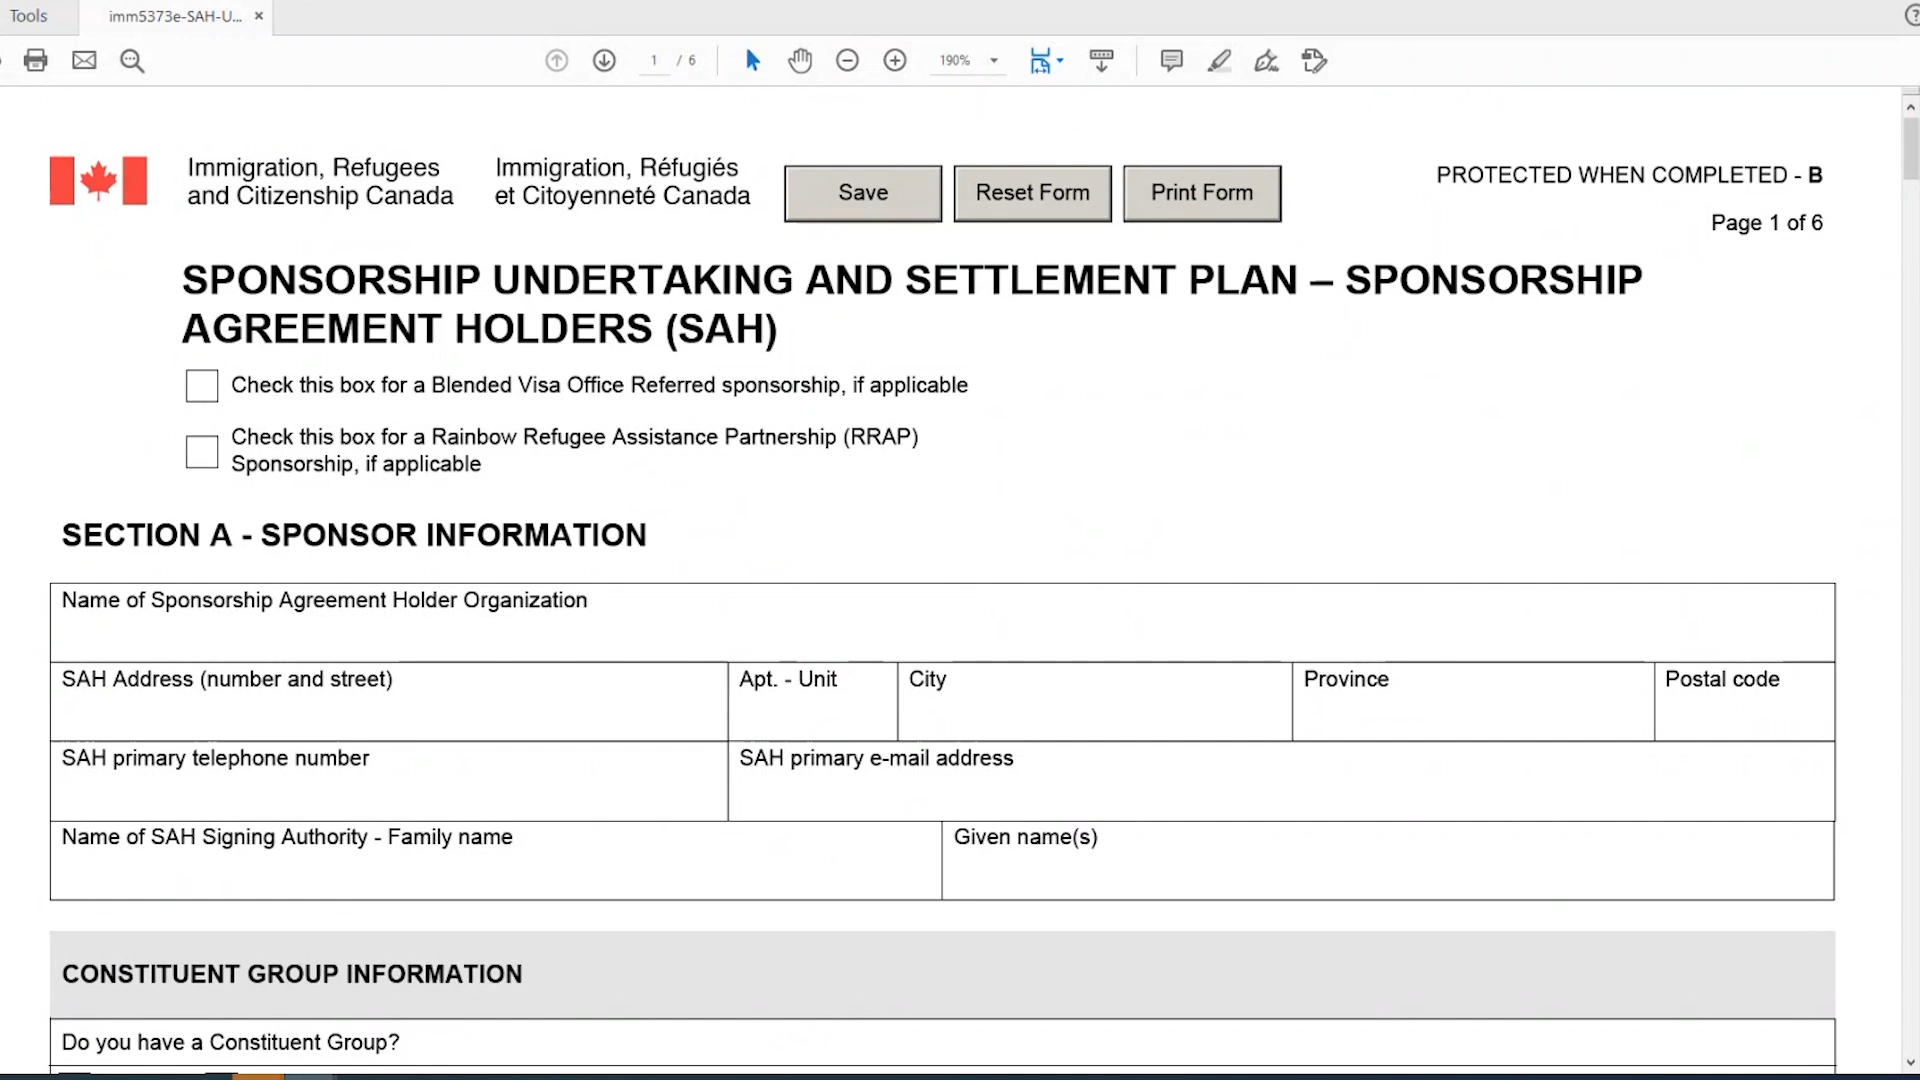 Tools
imm5373e-SAH-U... ×
1 / 6
190%
Immigration, Refugees
and Citizenship Canada
Immigration, Réfugiés
et Citoyenneté Canada
Save
Reset Form
Print Form
PROTECTED WHEN COMPLETED - B
Page 1 of 6
SPONSORSHIP UNDERTAKING AND SETTLEMENT PLAN – SPONSORSHIP
AGREEMENT HOLDERS (SAH)
Check this box for a Blended Visa Office Referred sponsorship, if applicable
Check this box for a Rainbow Refugee Assistance Partnership (RRAP)
Sponsorship, if applicable
SECTION A - SPONSOR INFORMATION
Name of Sponsorship Agreement Holder Organization
SAH Address (number and street)
Apt. - Unit
City
Province
Postal code
SAH primary telephone number
SAH primary e-mail address
Name of SAH Signing Authority - Family name
Given name(s)
CONSTITUENT GROUP INFORMATION
Do you have a Constituent Group?